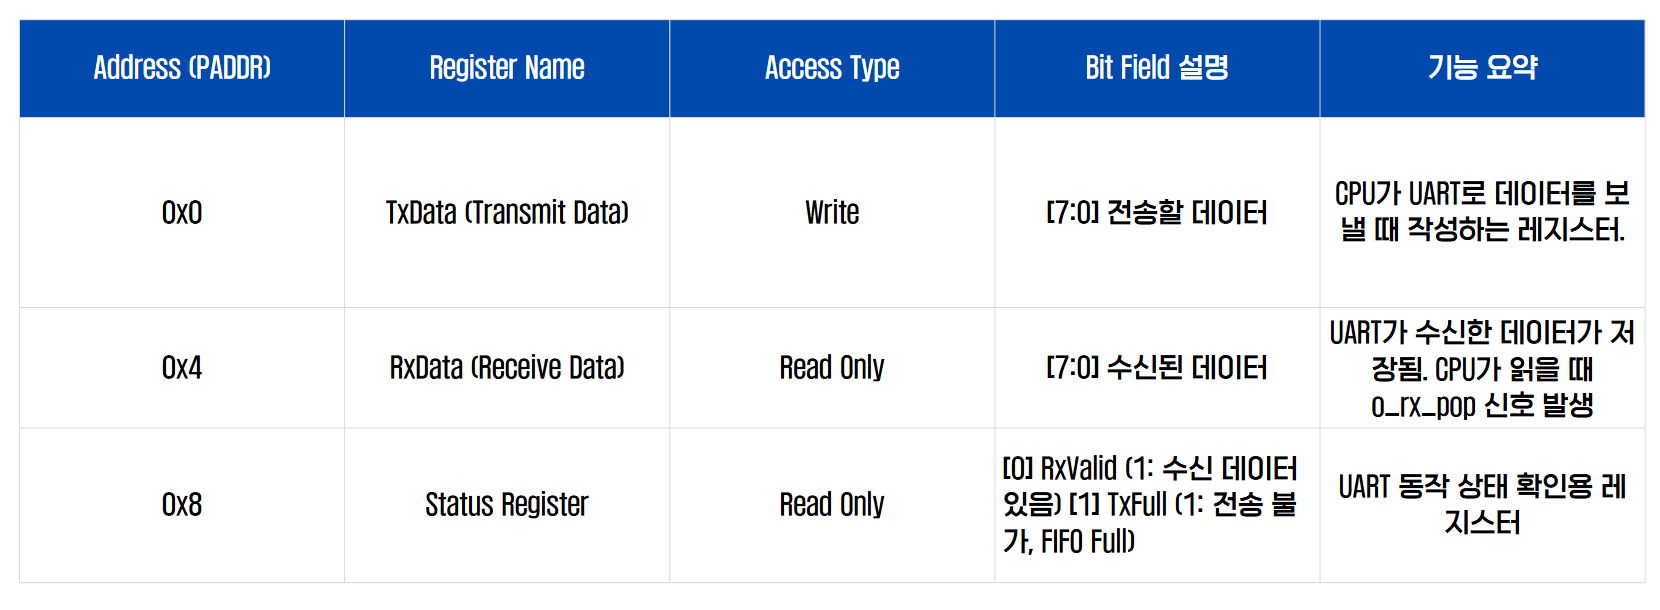 Address (PADDR)
Register Name
Access Type
Bit Field 설명
기능 요약
0x0
TxData (Transmit Data)
Write
[7:0] 전송할 데이터
CPU가 UART로 데이터를 보
낼 때 작성하는 레지스터.
0x4
RxData (Receive Data)
Read Only
[7:0] 수신된 데이터
UART가 수신한 데이터가 저
장됨. CPU가 읽을 때
o_rx_pop 신호 발생
0x8
Status Register
Read Only
[0] RxValid (1: 수신 데이터
있음) [1] TxFull (1: 전송 불
가, FIFO Full)
UART 동작 상태 확인용 레
지스터